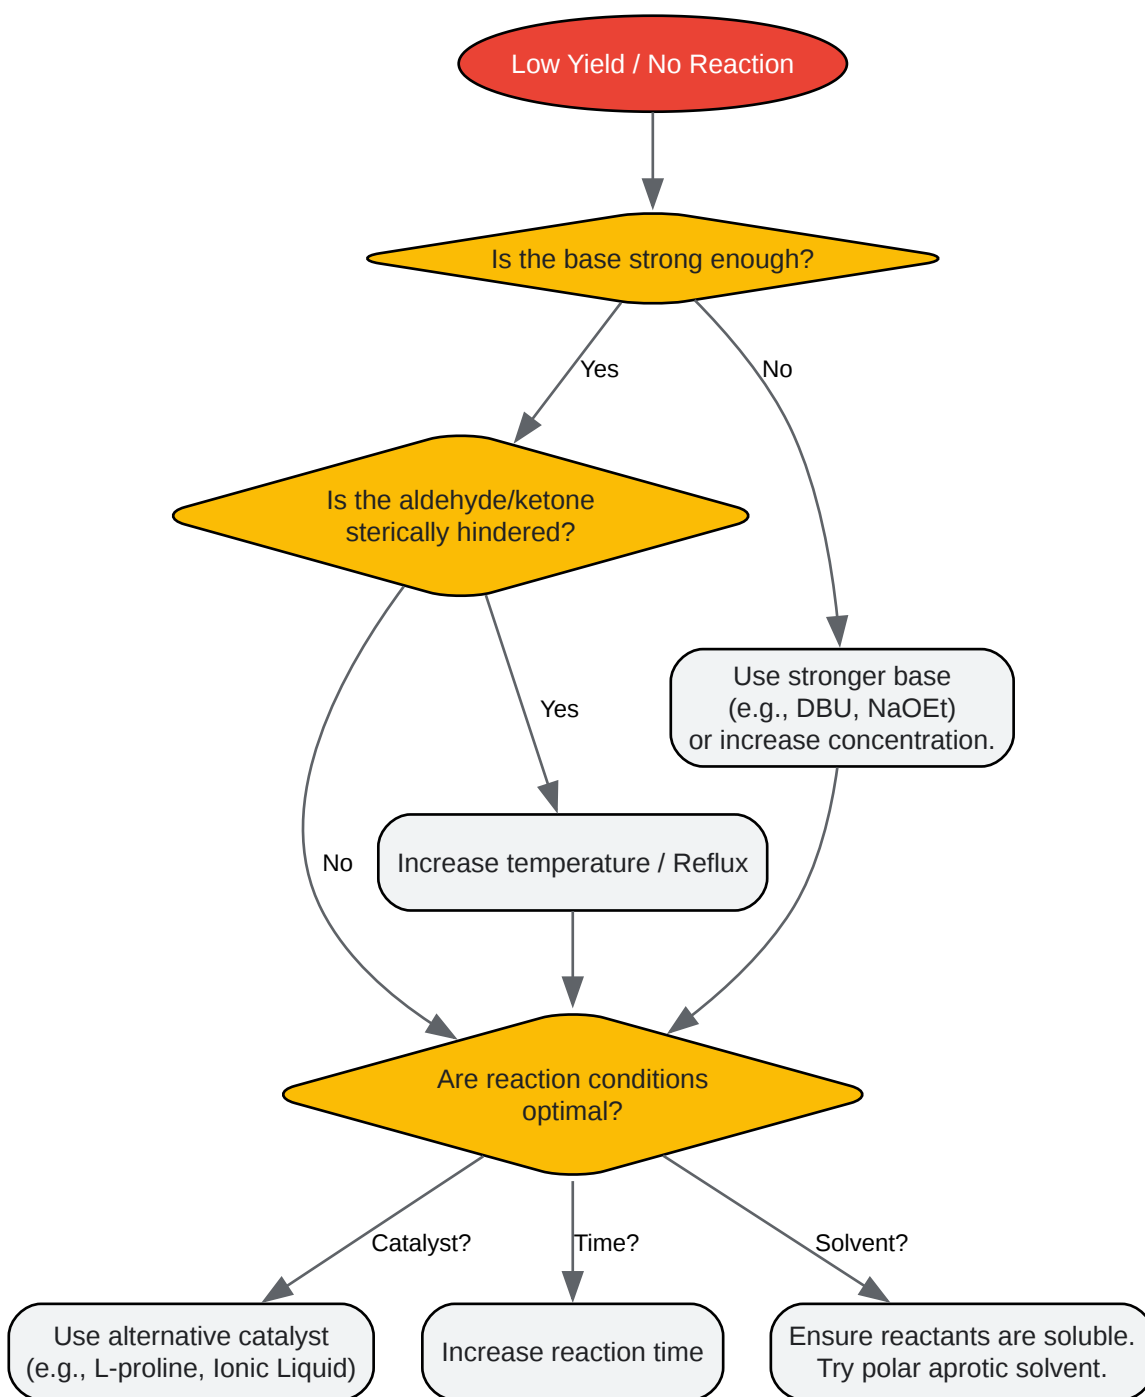 Low Yield / No Reaction
Is the base strong enough?
Yes
No
Is the aldehyde/ketone
sterically hindered?
Use stronger base
(e.g., DBU, NaOEt)
or increase concentration.
Yes
No
Increase temperature / Reflux
Are reaction conditions
optimal?
Catalyst?
Time?
Solvent?
Use alternative catalyst
(e.g., L-proline, Ionic Liquid)
Increase reaction time
Ensure reactants are soluble.
Try polar aprotic solvent.